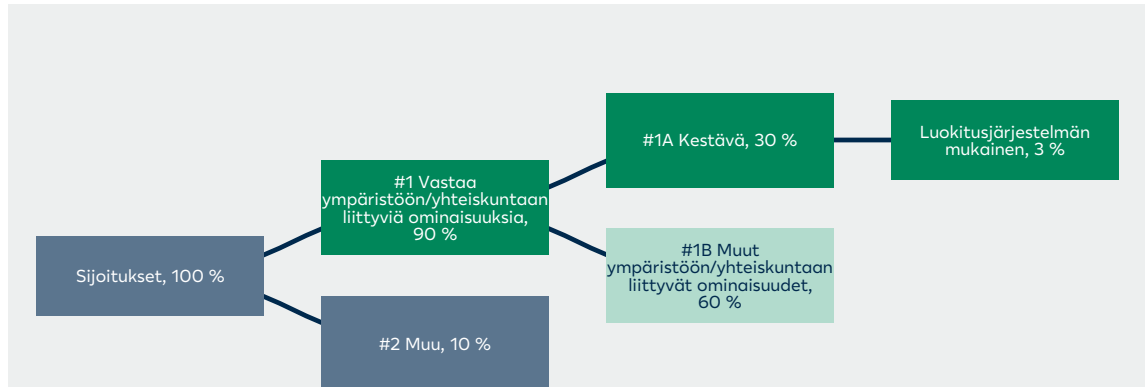 Sijoitukset, 100 %
#1 Vastaa
ympäristöön/yhteiskuntaan
liittyviä ominaisuuksia,
90 %
#2 Muu, 10 %
#1A Kestävä, 30 %
#1B Muut
ympäristöön/yhteiskuntaan
liittyvät ominaisuudet,
60 %
Luokitusjärjestelmän
mukainen, 3 %